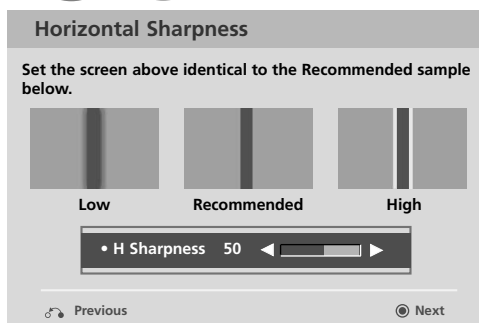 Horizontal Sharpness
Set the screen above identical to the Recommended sample
below.
Low Recommended High
• H Sharpness 50
Previous Next